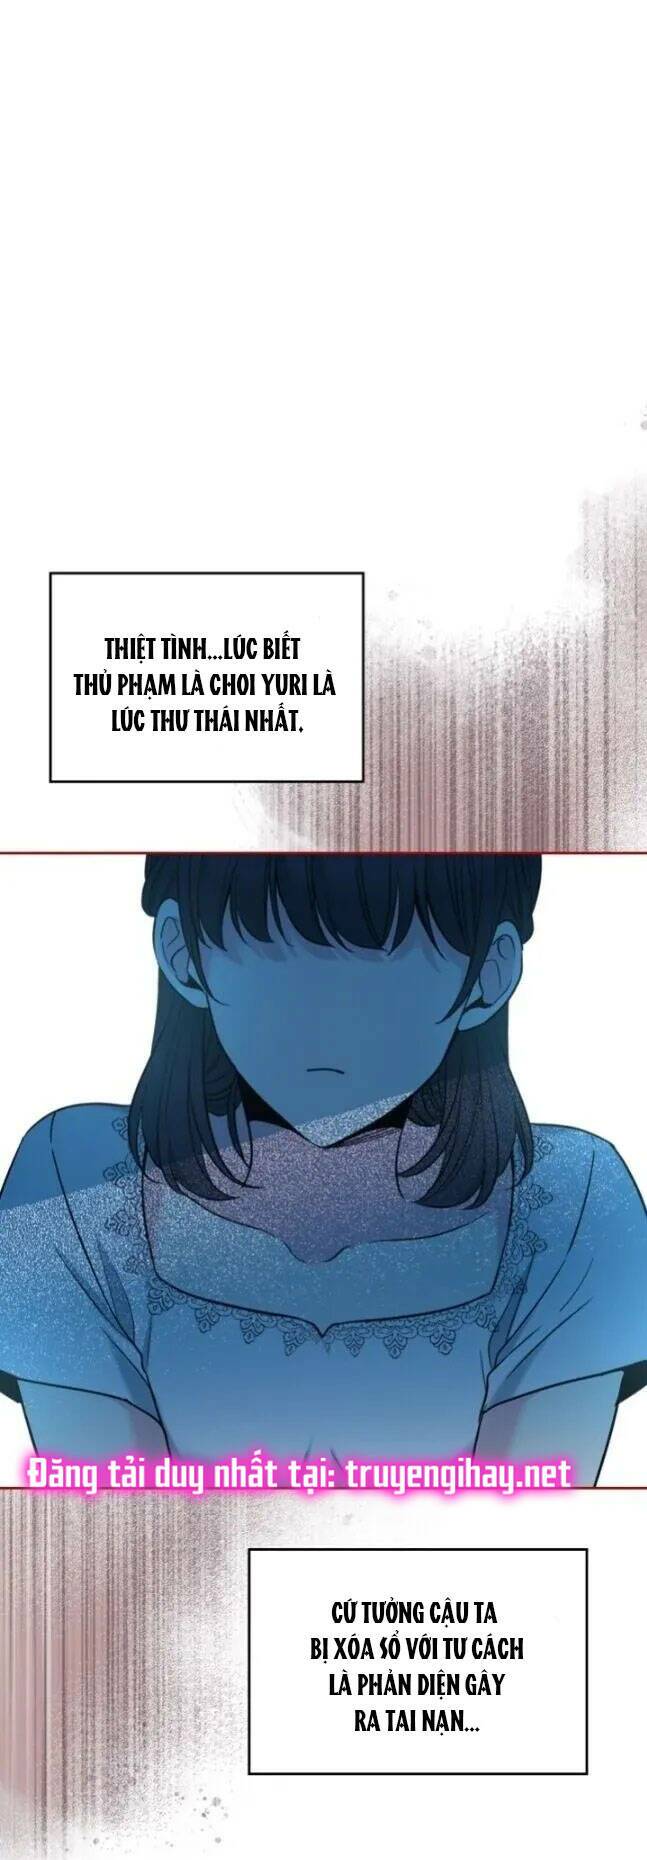 THIỆT TÌNH...LÚC BIẾT
THỦ PHẠM LÀ CHOI YURI LÀ
LÚC THƯ THÁI NHẤT.
Đăng tải duy nhất tại: truyengihay.net
CỨ TƯỞNG CẬU TA
BỊ XÓA SỔ VỚI TƯ CÁCH
LÀ PHẢN DIỆN GÂY
RA TAI NẠN...